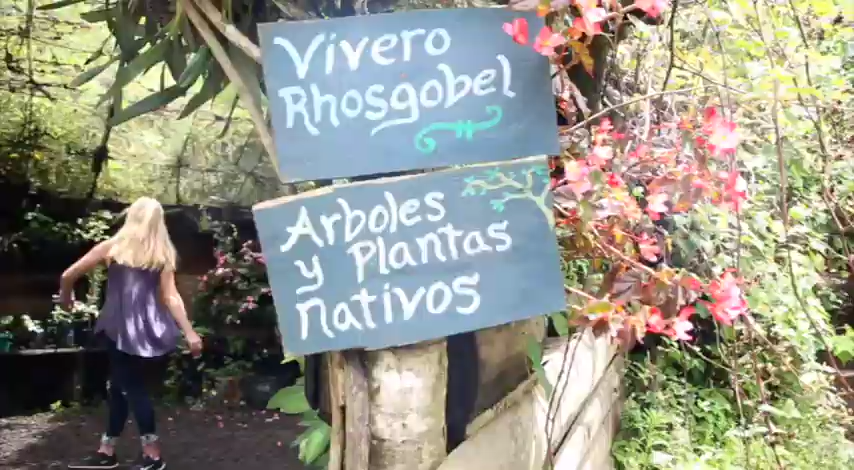 Vivero
Rhosgobel
Arboles
y Plantas
nativos